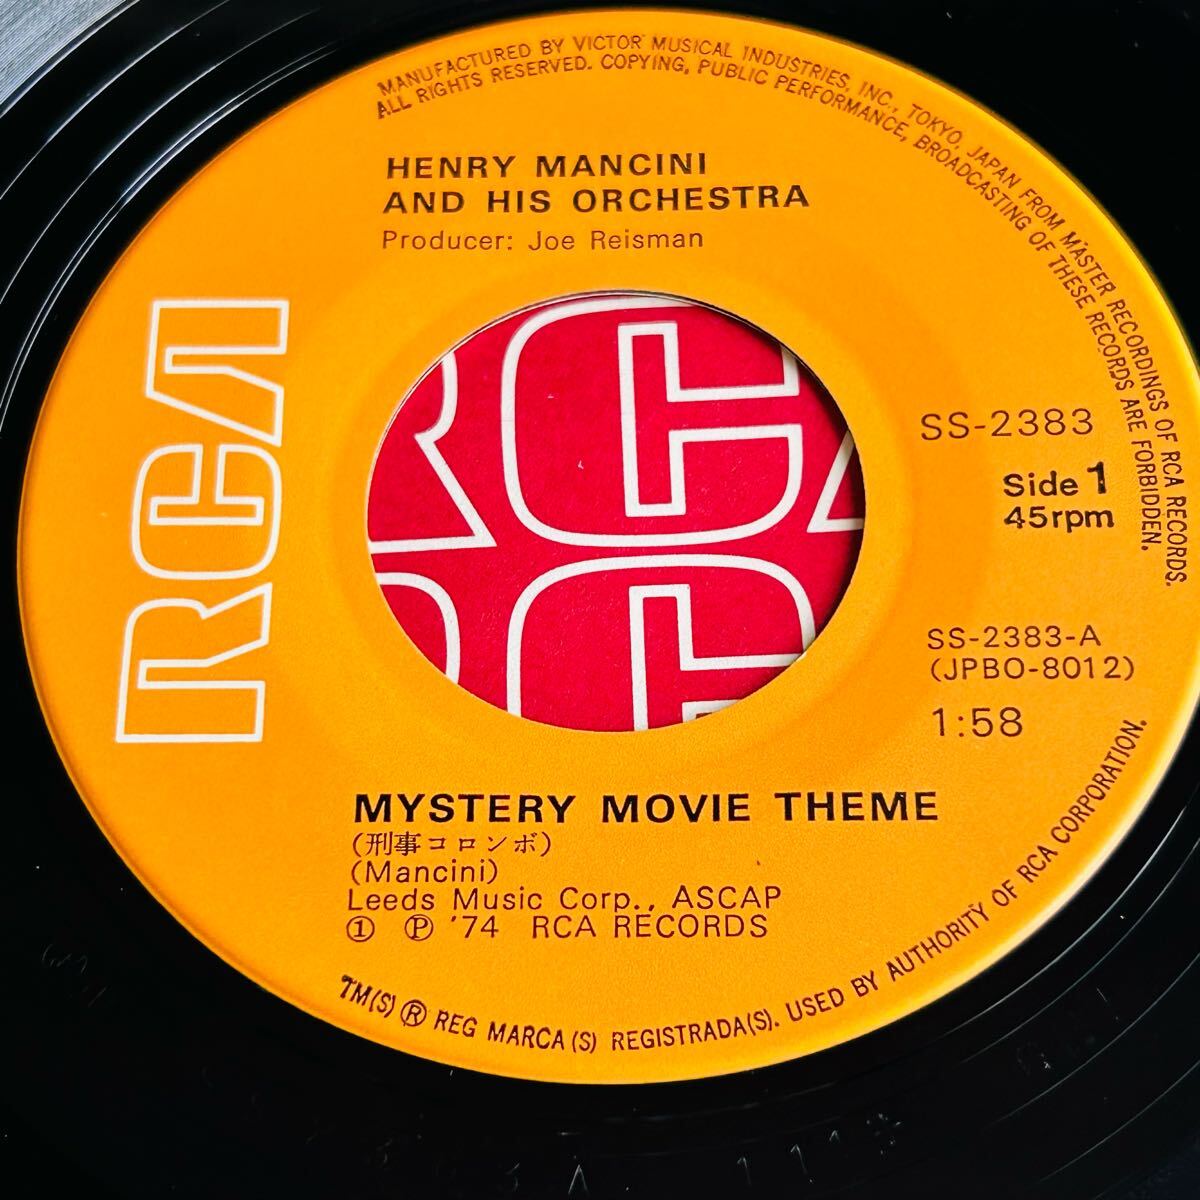 MANUFACTURED BY VICTOR MUSICAL INDUSTRIES, INC., TOKYO, JAPAN FROM MASTER RECORDINGS OF RCA RECORDS.
ALL RIGHTS RESERVED. COPYING, PUBLIC PERFORMANCE, BROADCASTING OF THESE RECORDS ARE FORBIDDEN.
HENRY MANCINI
AND HIS ORCHESTRA
Producer: Joe Reisman
RCA
SS-2383
Side 1
45rpm
SS-2383-A
(JPBO-8012)
1:58
MYSTERY MOVIE THEME
(刑事コロンボ)
(Mancini)
Leeds Music Corp., ASCAP
① Ⓟ '74 RCA RECORDS
TM(S) ® REG MARCA(S) REGISTRADA(S). USED BY AUTHORITY OF RCA CORPORATION.